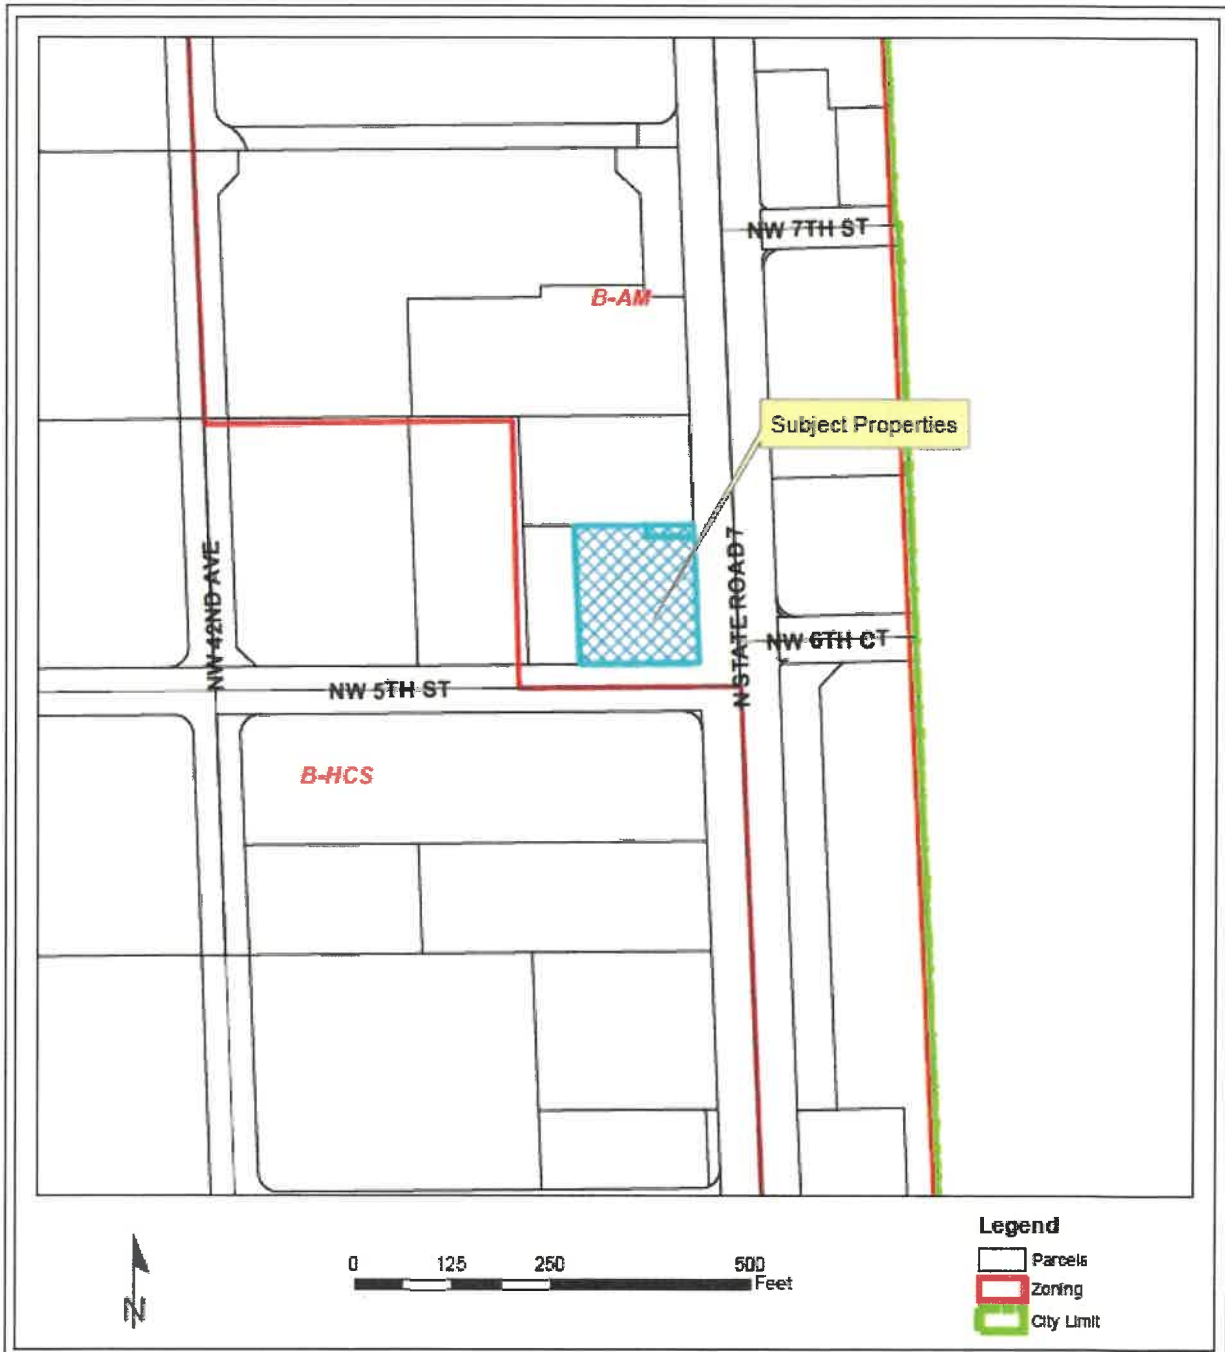 NW 7TH ST
B-AM
Subject Properties
NW 42ND AVE
N STATE ROAD 7
NW 6TH CT
NW 5TH ST
B-HCS
Legend
Parcels
Zoning
City Limit
0 125 250 500
Feet
N